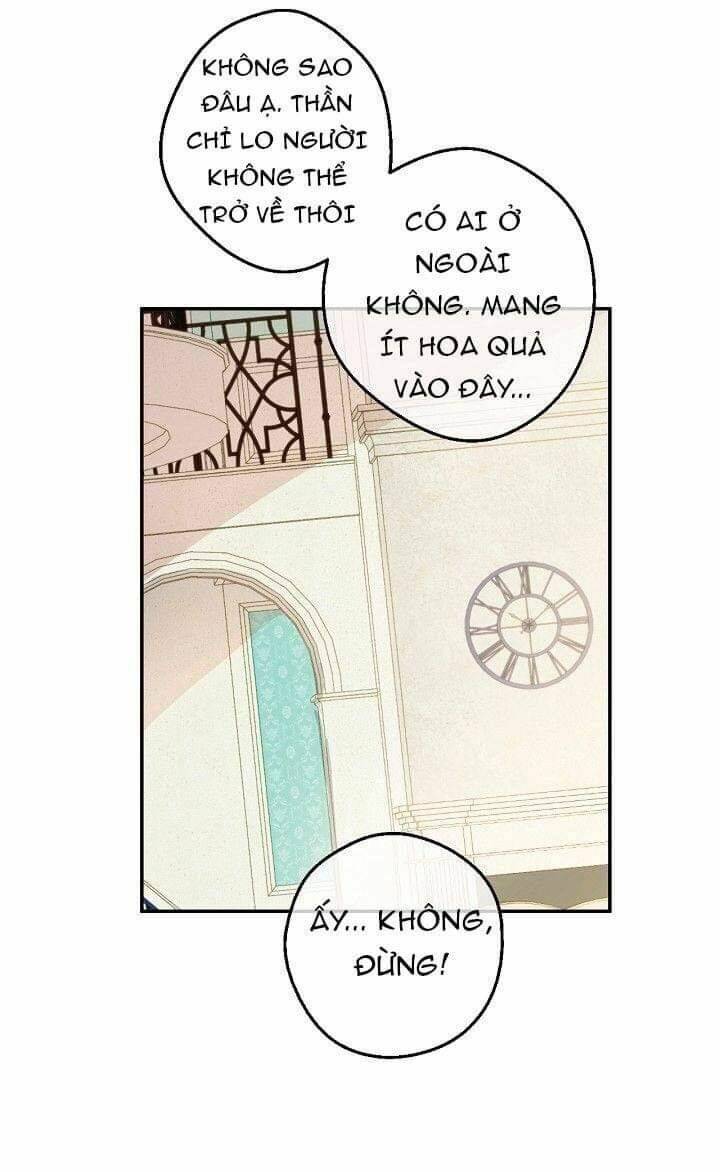 KHÔNG SAO
ĐÂU Ạ. THẦN
CHỈ LO NGƯỜI
KHÔNG THỂ
TRỞ VỀ THÔI
CÓ AI Ở
NGOÀI
KHÔNG. MANG
ÍT HOA QUẢ
VÀO ĐÂY...
ẤY... KHÔNG,
ĐỪNG!